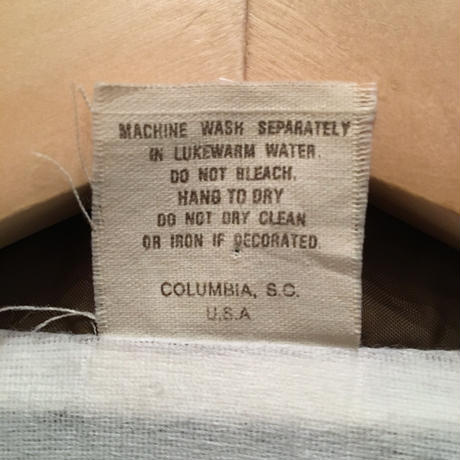 MACHINE WASH SEPARATELY
IN LUKEWARM WATER.
DO NOT BLEACH.
HANG TO DRY
DO NOT DRY CLEAN
OR IRON IF DECORATED.
COLUMBIA, S.C.
U.S.A